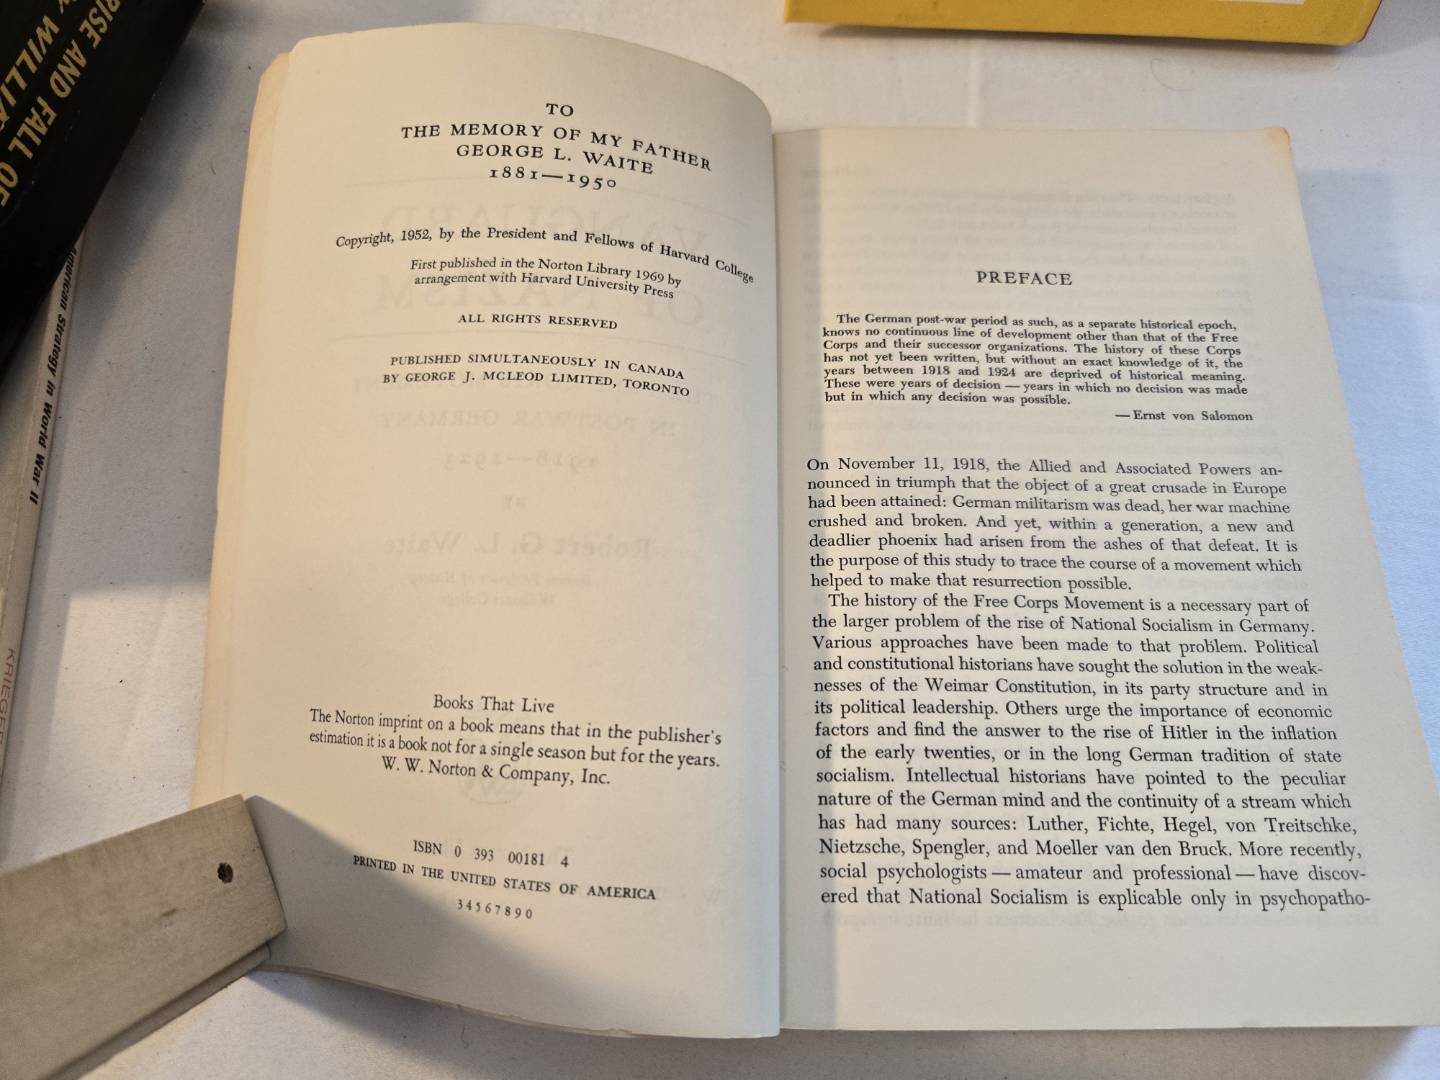 RISE AND FALL OF
WILLIA
American Strategy in World War II
KRIEGER
TO
THE MEMORY OF MY FATHER
GEORGE L. WAITE
1881—1950
Copyright, 1952, by the President and Fellows of Harvard College
First published in the Norton Library 1969 by
arrangement with Harvard University Press
ALL RIGHTS RESERVED
PUBLISHED SIMULTANEOUSLY IN CANADA
BY GEORGE J. MCLEOD LIMITED, TORONTO
Books That Live
The Norton imprint on a book means that in the publisher's
estimation it is a book not for a single season but for the years.
W. W. Norton & Company, Inc.
ISBN 0 393 00181 4
PRINTED IN THE UNITED STATES OF AMERICA
34567890
PREFACE
The German post-war period as such, as a separate historical epoch,
knows no continuous line of development other than that of the Free
Corps and their successor organizations. The history of these Corps
has not yet been written, but without an exact knowledge of it, the
years between 1918 and 1924 are deprived of historical meaning.
These were years of decision — years in which no decision was made
but in which any decision was possible.
— Ernst von Salomon
On November 11, 1918, the Allied and Associated Powers an-
nounced in triumph that the object of a great crusade in Europe
had been attained: German militarism was dead, her war machine
crushed and broken. And yet, within a generation, a new and
deadlier phoenix had arisen from the ashes of that defeat. It is
the purpose of this study to trace the course of a movement which
helped to make that resurrection possible.
The history of the Free Corps Movement is a necessary part of
the larger problem of the rise of National Socialism in Germany.
Various approaches have been made to that problem. Political
and constitutional historians have sought the solution in the weak-
nesses of the Weimar Constitution, in its party structure and in
its political leadership. Others urge the importance of economic
factors and find the answer to the rise of Hitler in the inflation
of the early twenties, or in the long German tradition of state
socialism. Intellectual historians have pointed to the peculiar
nature of the German mind and the continuity of a stream which
has had many sources: Luther, Fichte, Hegel, von Treitschke,
Nietzsche, Spengler, and Moeller van den Bruck. More recently,
social psychologists — amateur and professional — have discov-
ered that National Socialism is explicable only in psychopatho-